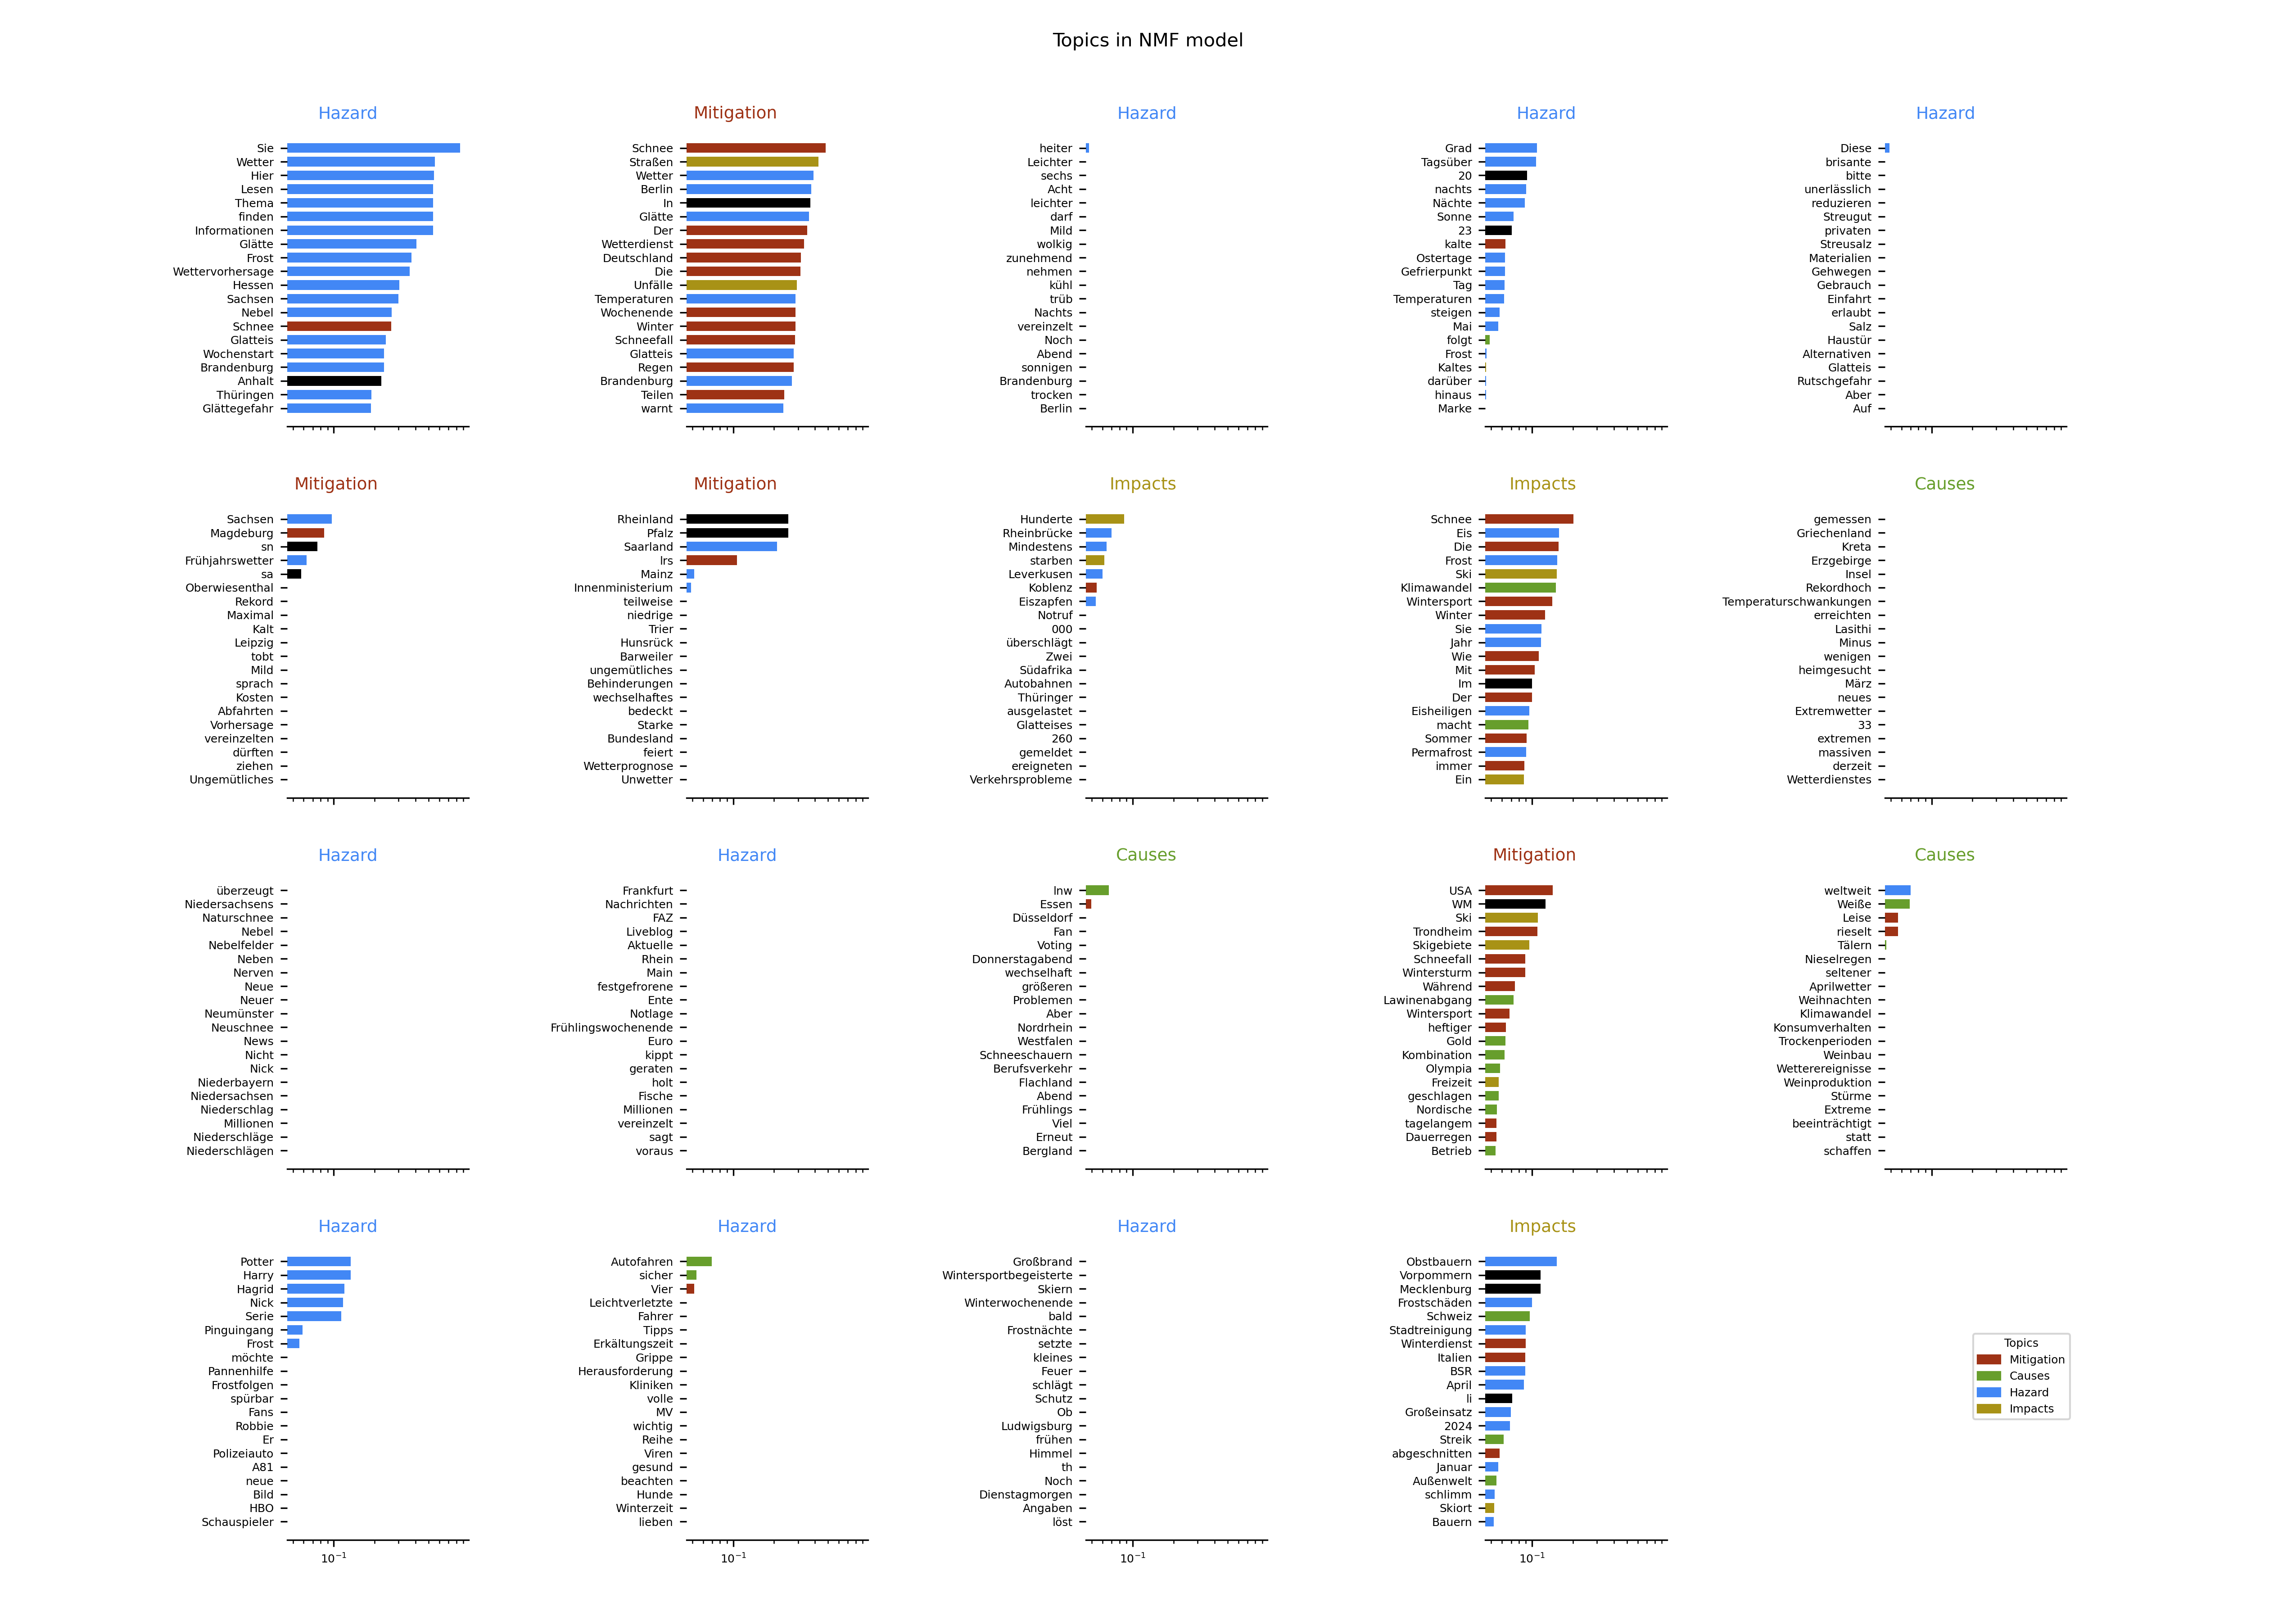 Topics in NMF model
Hazard
Sie
Wetter
Hier
Lesen
Thema
finden
Informationen
Glätte
Frost
Wettervorhersage
Hessen
Sachsen
Nebel
Schnee
Glatteis
Wochenstart
Brandenburg
Anhalt
Thüringen
Glättegefahr
Mitigation
Schnee
Straßen
Wetter
Berlin
In
Glätte
Der
Wetterdienst
Deutschland
Die
Unfälle
Temperaturen
Wochenende
Winter
Schneefall
Glatteis
Regen
Brandenburg
Teilen
warnt
Hazard
heiter
Leichter
sechs
Acht
leichter
darf
Mild
wolkig
zunehmend
nehmen
kühl
trüb
Nachts
vereinzelt
Noch
Abend
sonnigen
Brandenburg
trocken
Berlin
Hazard
Grad
Tagsüber
20
nachts
Nächte
Sonne
23
kalte
Ostertage
Gefrierpunkt
Tag
Temperaturen
steigen
Mai
folgt
Frost
Kaltes
darüber
hinaus
Marke
Hazard
Diese
brisante
bitte
unerlässlich
reduzieren
Streugut
privaten
Streusalz
Materialien
Gehwegen
Gebrauch
Einfahrt
erlaubt
Salz
Haustür
Alternativen
Glatteis
Rutschgefahr
Aber
Auf
Mitigation
Sachsen
Magdeburg
sn
Frühjahrswetter
sa
Oberwiesenthal
Rekord
Maximal
Kalt
Leipzig
tobt
Mild
sprach
Kosten
Abfahrten
Vorhersage
vereinzelten
dürften
ziehen
Ungemütliches
Mitigation
Rheinland
Pfalz
Saarland
lrs
Mainz
Innenministerium
teilweise
niedrige
Trier
Hunsrück
Barweiler
ungemütliches
Behinderungen
wechselhaftes
bedeckt
Starke
Bundesland
feiert
Wetterprognose
Unwetter
Impacts
Hunderte
Rheinbrücke
Mindestens
starben
Leverkusen
Koblenz
Eiszapfen
Notruf
000
überschlägt
Zwei
Südafrika
Autobahnen
Thüringer
ausgelastet
Glatteises
260
gemeldet
ereigneten
Verkehrsprobleme
Impacts
Schnee
Eis
Die
Frost
Ski
Klimawandel
Wintersport
Winter
Sie
Jahr
Wie
Mit
Im
Der
Eisheiligen
macht
Sommer
Permafrost
immer
Ein
Causes
gemessen
Griechenland
Kreta
Erzgebirge
Insel
Rekordhoch
Temperaturschwankungen
erreichten
Lasithi
Minus
wenigen
heimgesucht
März
neues
Extremwetter
33
extremen
massiven
derzeit
Wetterdienstes
Hazard
überzeugt
Niedersachsens
Naturschnee
Nebel
Nebelfelder
Neben
Nerven
Neue
Neuer
Neumünster
Neuschnee
News
Nicht
Nick
Niederbayern
Niedersachsen
Niederschlag
Millionen
Niederschläge
Niederschlägen
Hazard
Frankfurt
Nachrichten
FAZ
Liveblog
Aktuelle
Rhein
Main
festgefrorene
Ente
Notlage
Frühlingswochenende
Euro
kippt
geraten
holt
Fische
Millionen
vereinzelt
sagt
voraus
Causes
lnw
Essen
Düsseldorf
Fan
Voting
Donnerstagabend
wechselhaft
größeren
Problemen
Aber
Nordrhein
Westfalen
Schneeschauern
Berufsverkehr
Flachland
Abend
Frühlings
Viel
Erneut
Bergland
Mitigation
USA
WM
Ski
Trondheim
Skigebiete
Schneefall
Wintersturm
Während
Lawinenabgang
Wintersport
heftiger
Gold
Kombination
Olympia
Freizeit
geschlagen
Nordische
tagelangem
Dauerregen
Betrieb
Causes
weltweit
Weiße
Leise
rieselt
Tälern
Nieselregen
seltener
Aprilwetter
Weihnachten
Klimawandel
Konsumverhalten
Trockenperioden
Weinbau
Wetterereignisse
Weinproduktion
Stürme
Extreme
beeinträchtigt
statt
schaffen
Hazard
Potter
Harry
Hagrid
Nick
Serie
Pinguingang
Frost
möchte
Pannenhilfe
Frostfolgen
spürbar
Fans
Robbie
Er
Polizeiauto
A81
neue
Bild
HBO
Schauspieler
10⁻¹
Hazard
Autofahren
sicher
Vier
Leichtverletzte
Fahrer
Tipps
Erkältungszeit
Grippe
Herausforderung
Kliniken
volle
MV
wichtig
Reihe
Viren
gesund
beachten
Hunde
Winterzeit
lieben
10⁻¹
Hazard
Großbrand
Wintersportbegeisterte
Skiern
Winterwochenende
bald
Frostnächte
setzte
kleines
Feuer
schlägt
Schutz
Ob
Ludwigsburg
frühen
Himmel
th
Noch
Dienstagmorgen
Angaben
löst
10⁻¹
Impacts
Obstbauern
Vorpommern
Mecklenburg
Frostschäden
Schweiz
Stadtreinigung
Winterdienst
Italien
BSR
April
li
Großeinsatz
2024
Streik
abgeschnitten
Januar
Außenwelt
schlimm
Skiort
Bauern
10⁻¹
Topics
Mitigation
Causes
Hazard
Impacts